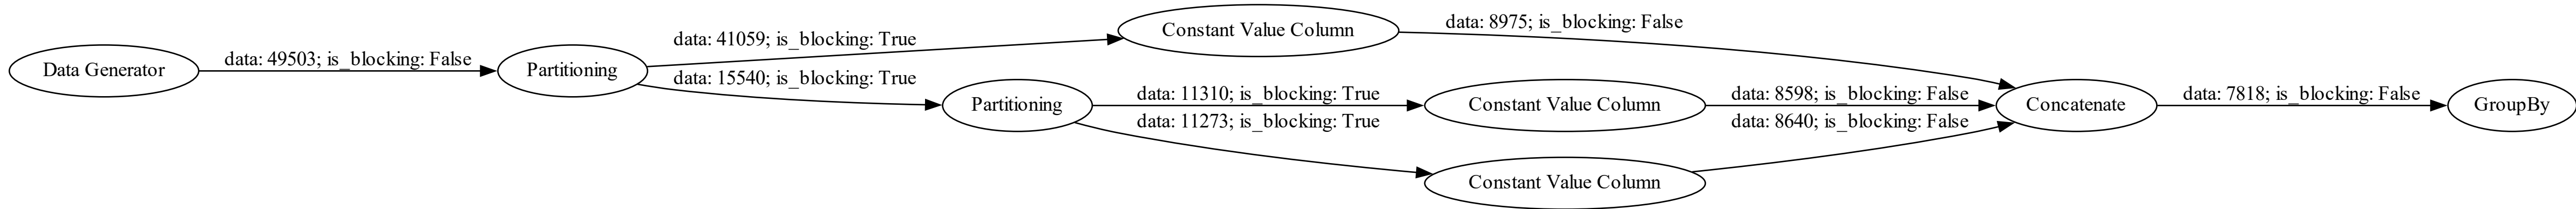 Data Generator
data: 49503; is_blocking: False
Partitioning
data: 41059; is_blocking: True
data: 15540; is_blocking: True
Constant Value Column
data: 8975; is_blocking: False
Partitioning
data: 11310; is_blocking: True
data: 11273; is_blocking: True
Constant Value Column
data: 8598; is_blocking: False
Constant Value Column
data: 8640; is_blocking: False
Concatenate
data: 7818; is_blocking: False
GroupBy